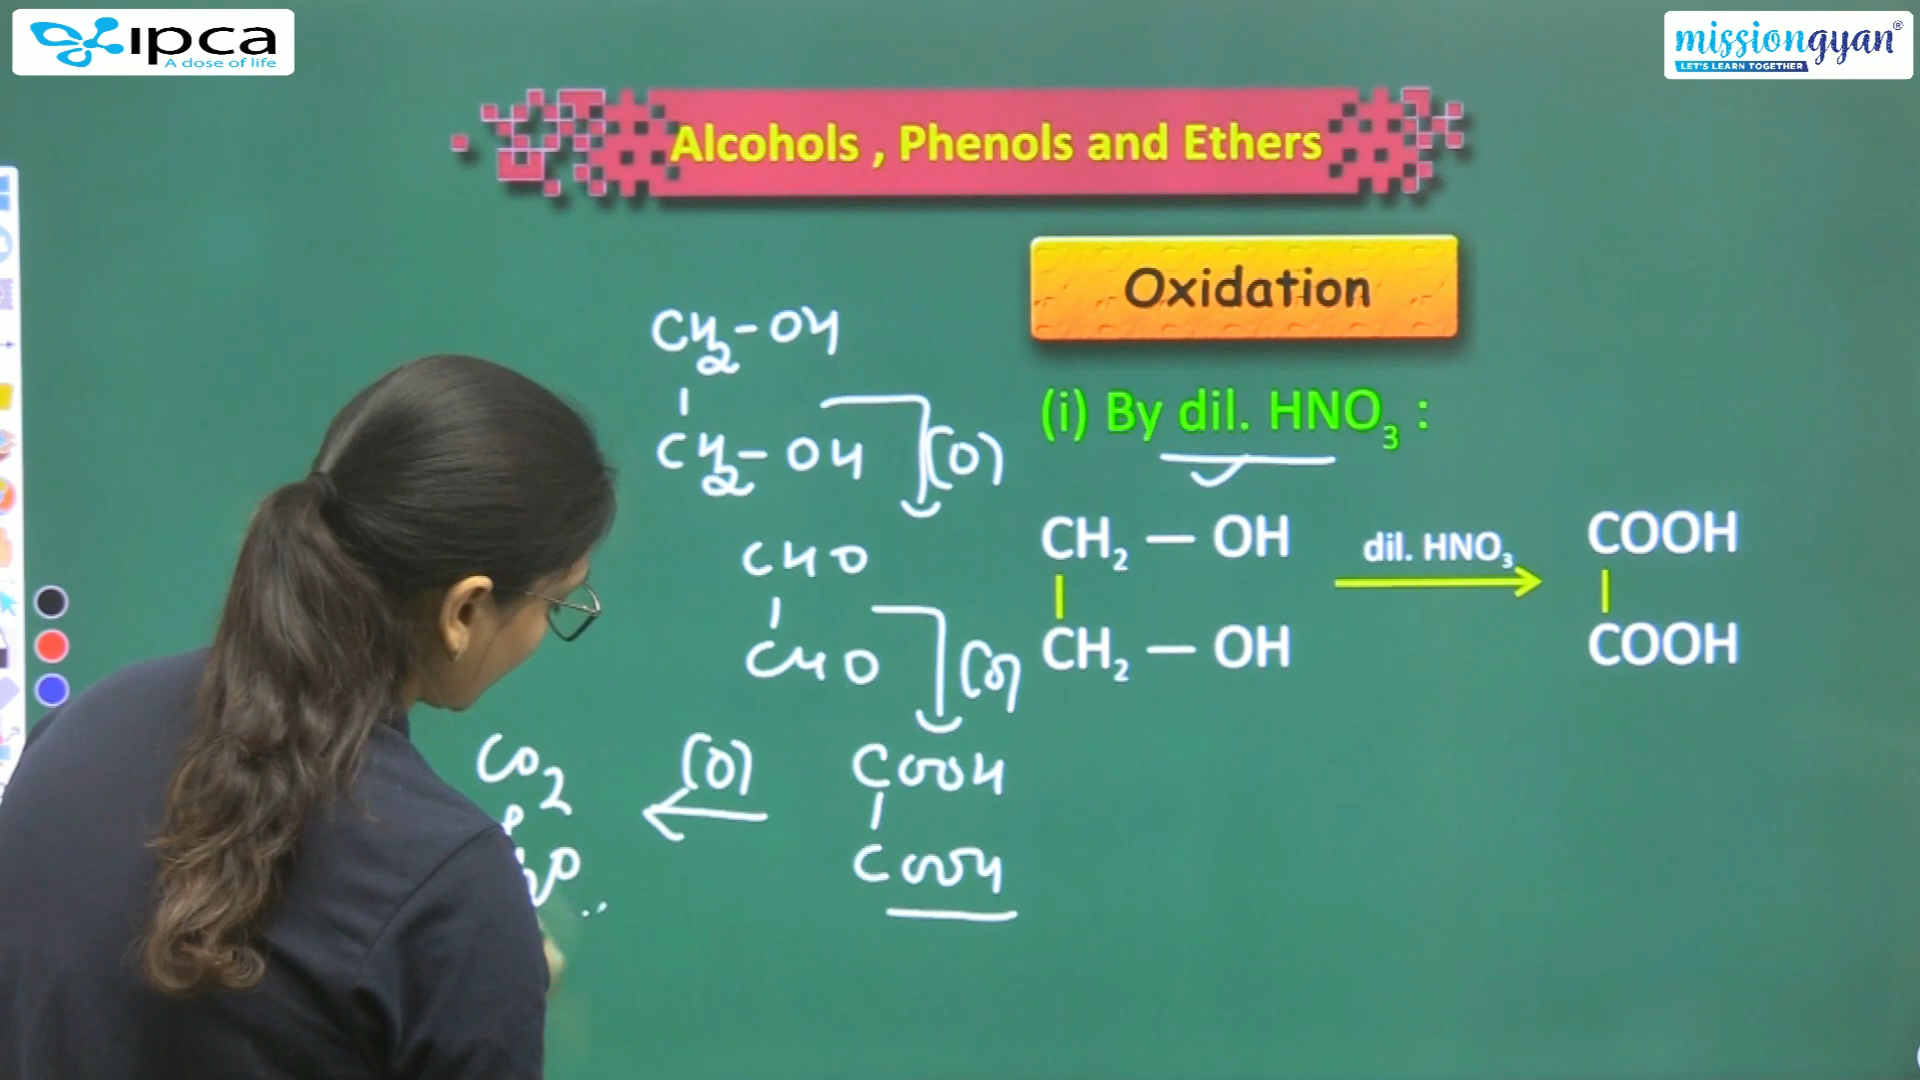 ipca
A dose of life
missiongyan®
LET'S LEARN TOGETHER
Alcohols , Phenols and Ethers
Oxidation
(i) By dil. HNO₃ :
CH₂ — OH
|
CH₂ — OH
dil. HNO₃
COOH
|
COOH
CH₂-OH
|
CH₂-OH
(O)
CHO
|
CHO
(O)
COOH
|
COOH
(O)
CO₂